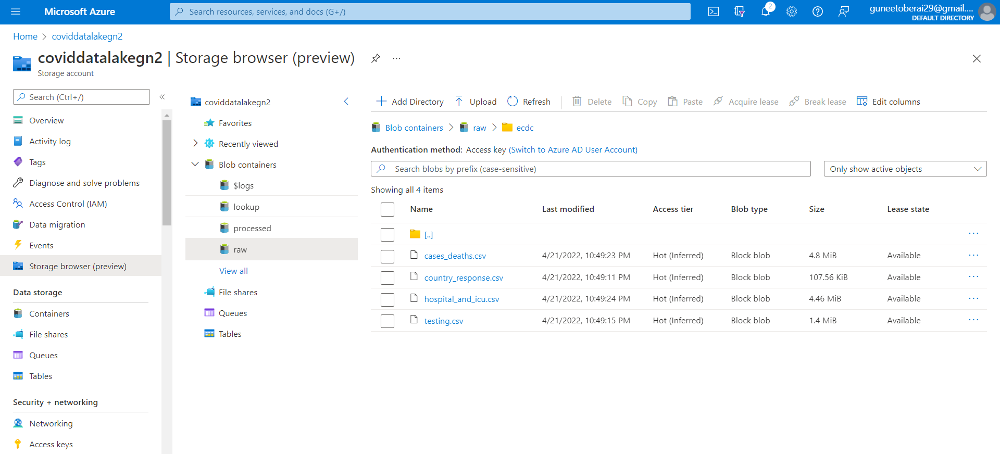 Microsoft Azure
Search resources, services, and docs (G+/)
2
guneetoberai29@gmail....
DEFAULT DIRECTORY
Home > coviddatalakegn2
coviddatalakegn2 | Storage browser (preview) ...
Storage account
Search (Ctrl+/)
«
Overview
Activity log
Tags
Diagnose and solve problems
Access Control (IAM)
Data migration
Events
Storage browser (preview)
Data storage
Containers
File shares
Queues
Tables
Security + networking
Networking
Access keys
coviddatalakegn2
Favorites
Recently viewed
Blob containers
$logs
lookup
processed
raw
View all
File shares
Queues
Tables
Add Directory Upload Refresh Delete Copy Paste Acquire lease Break lease Edit columns
Blob containers > raw > ecdc
Authentication method: Access key (Switch to Azure AD User Account)
Search blobs by prefix (case-sensitive)
Only show active objects
Showing all 4 items
Name Last modified Access tier Blob type Size Lease state
[..] ...
cases_deaths.csv 4/21/2022, 10:49:23 PM Hot (Inferred) Block blob 4.8 MiB Available ...
country_response.csv 4/21/2022, 10:49:11 PM Hot (Inferred) Block blob 107.56 KiB Available ...
hospital_and_icu.csv 4/21/2022, 10:49:24 PM Hot (Inferred) Block blob 4.46 MiB Available ...
testing.csv 4/21/2022, 10:49:15 PM Hot (Inferred) Block blob 1.4 MiB Available ...